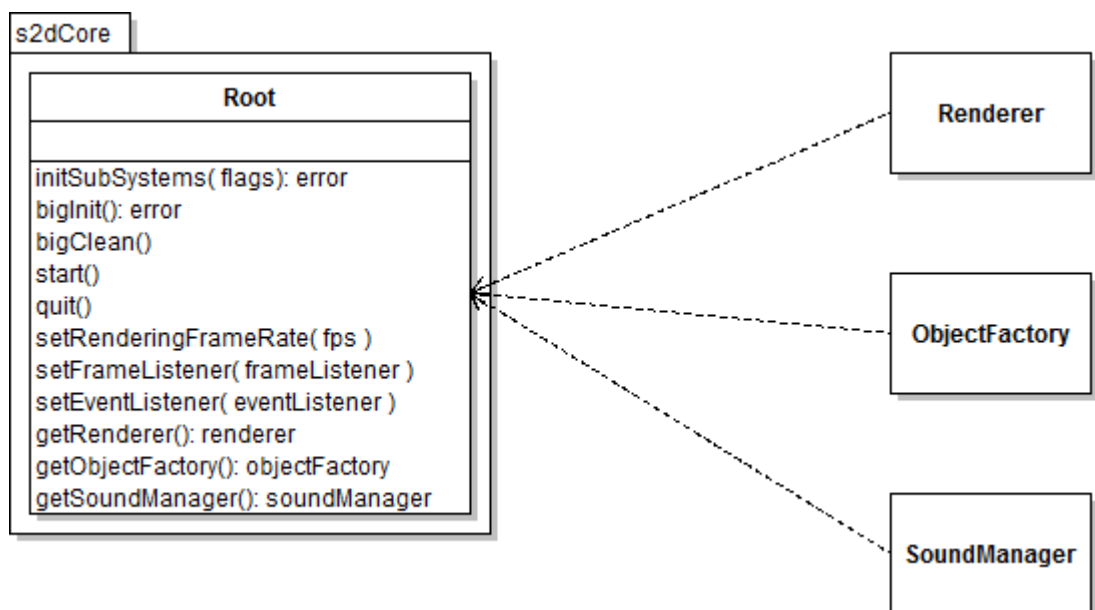 s2dCore
Root
initSubSystems( flags): error
bigInit(): error
bigClean()
start()
quit()
setRenderingFrameRate( fps )
setFrameListener( frameListener )
setEventListener( eventListener )
getRenderer(): renderer
getObjectFactory(): objectFactory
getSoundManager(): soundManager
Renderer
ObjectFactory
SoundManager